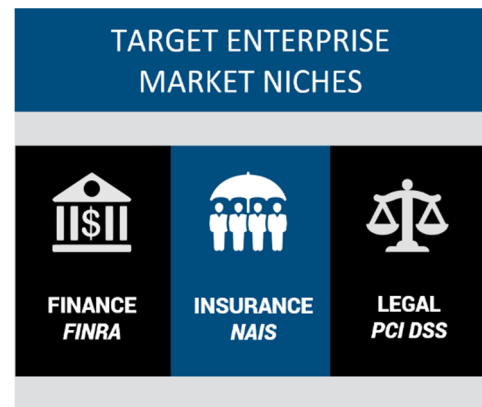 TARGET ENTERPRISE
MARKET NICHES
$
FINANCE
FINRA
INSURANCE
NAIS
LEGAL
PCI DSS